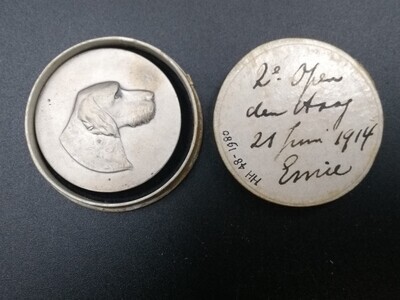 2e Open
den Haag
21 Juni 1914
Ernie
HH-48-1980